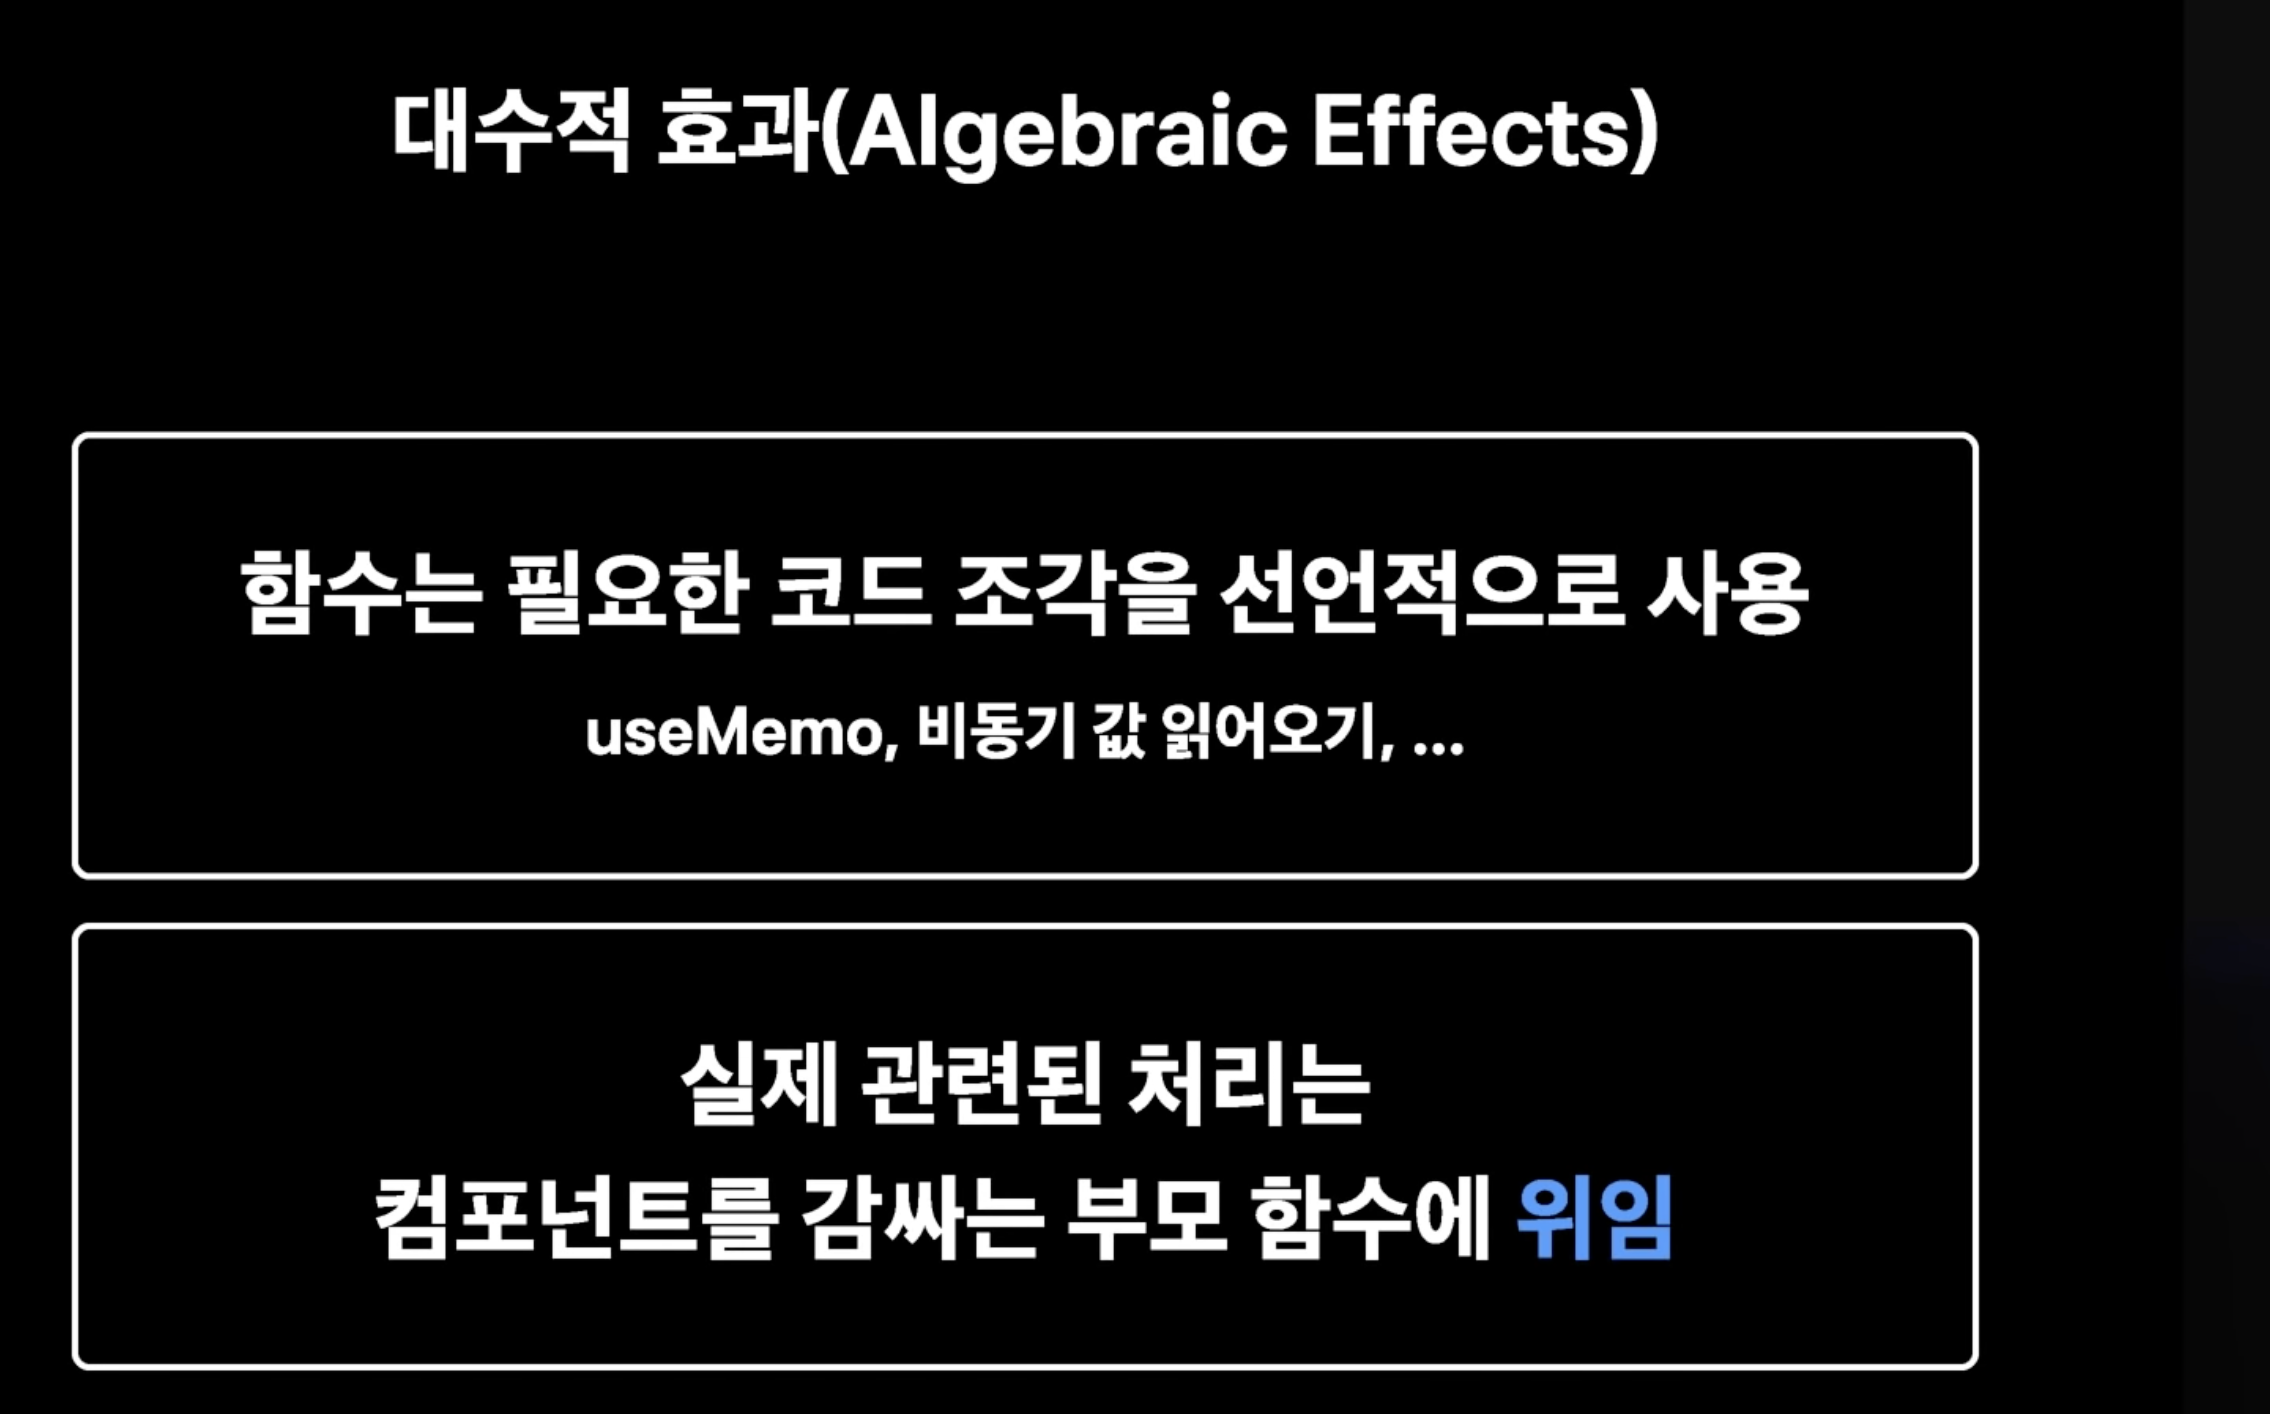 대수적 효과(Algebraic Effects)
함수는 필요한 코드 조각을 선언적으로 사용
useMemo, 비동기 값 읽어오기, ...
실제 관련된 처리는
컴포넌트를 감싸는 부모 함수에 위임